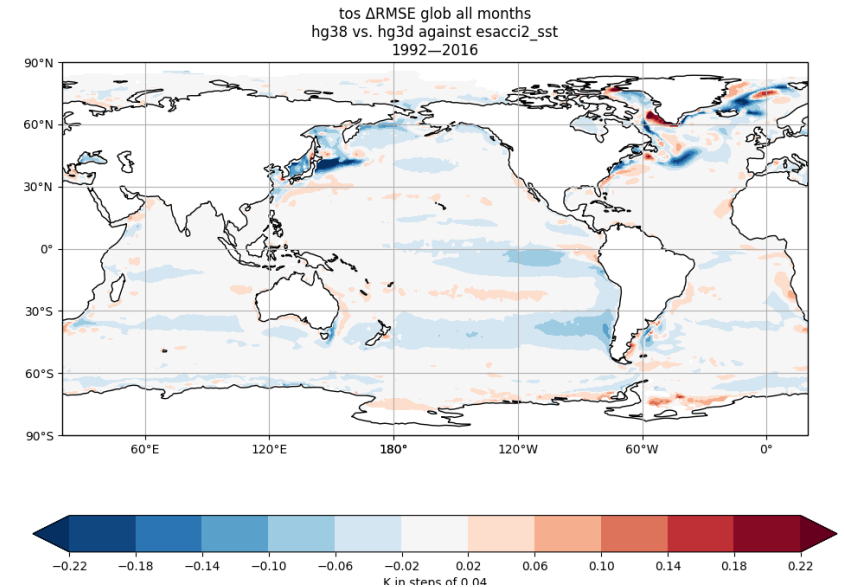 tos ΔRMSE glob all months
hg38 vs. hg3d against esacci2_sst
1992—2016
90°N
60°N
30°N
0°
30°S
60°S
90°S
60°E 120°E 180° 120°W 60°W 0°
−0.22 −0.18 −0.14 −0.10 −0.06 −0.02 0.02 0.06 0.10 0.14 0.18 0.22
K in steps of 0.04